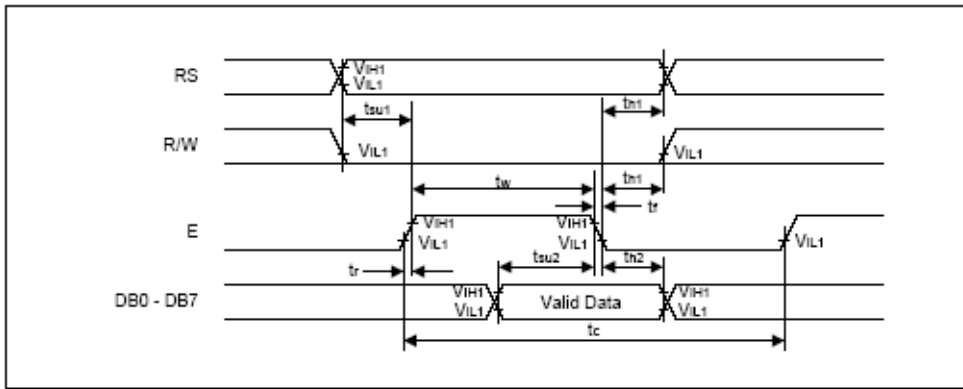 RS
VIH1
VIL1
tsu1
th1
R/W
VIL1
VIL1
tw
th1
tf
E
VIH1
VIL1
VIH1
VIL1
VIL1
tr
tsu2
th2
DB0 - DB7
VIH1
VIL1
Valid Data
VIH1
VIL1
tc